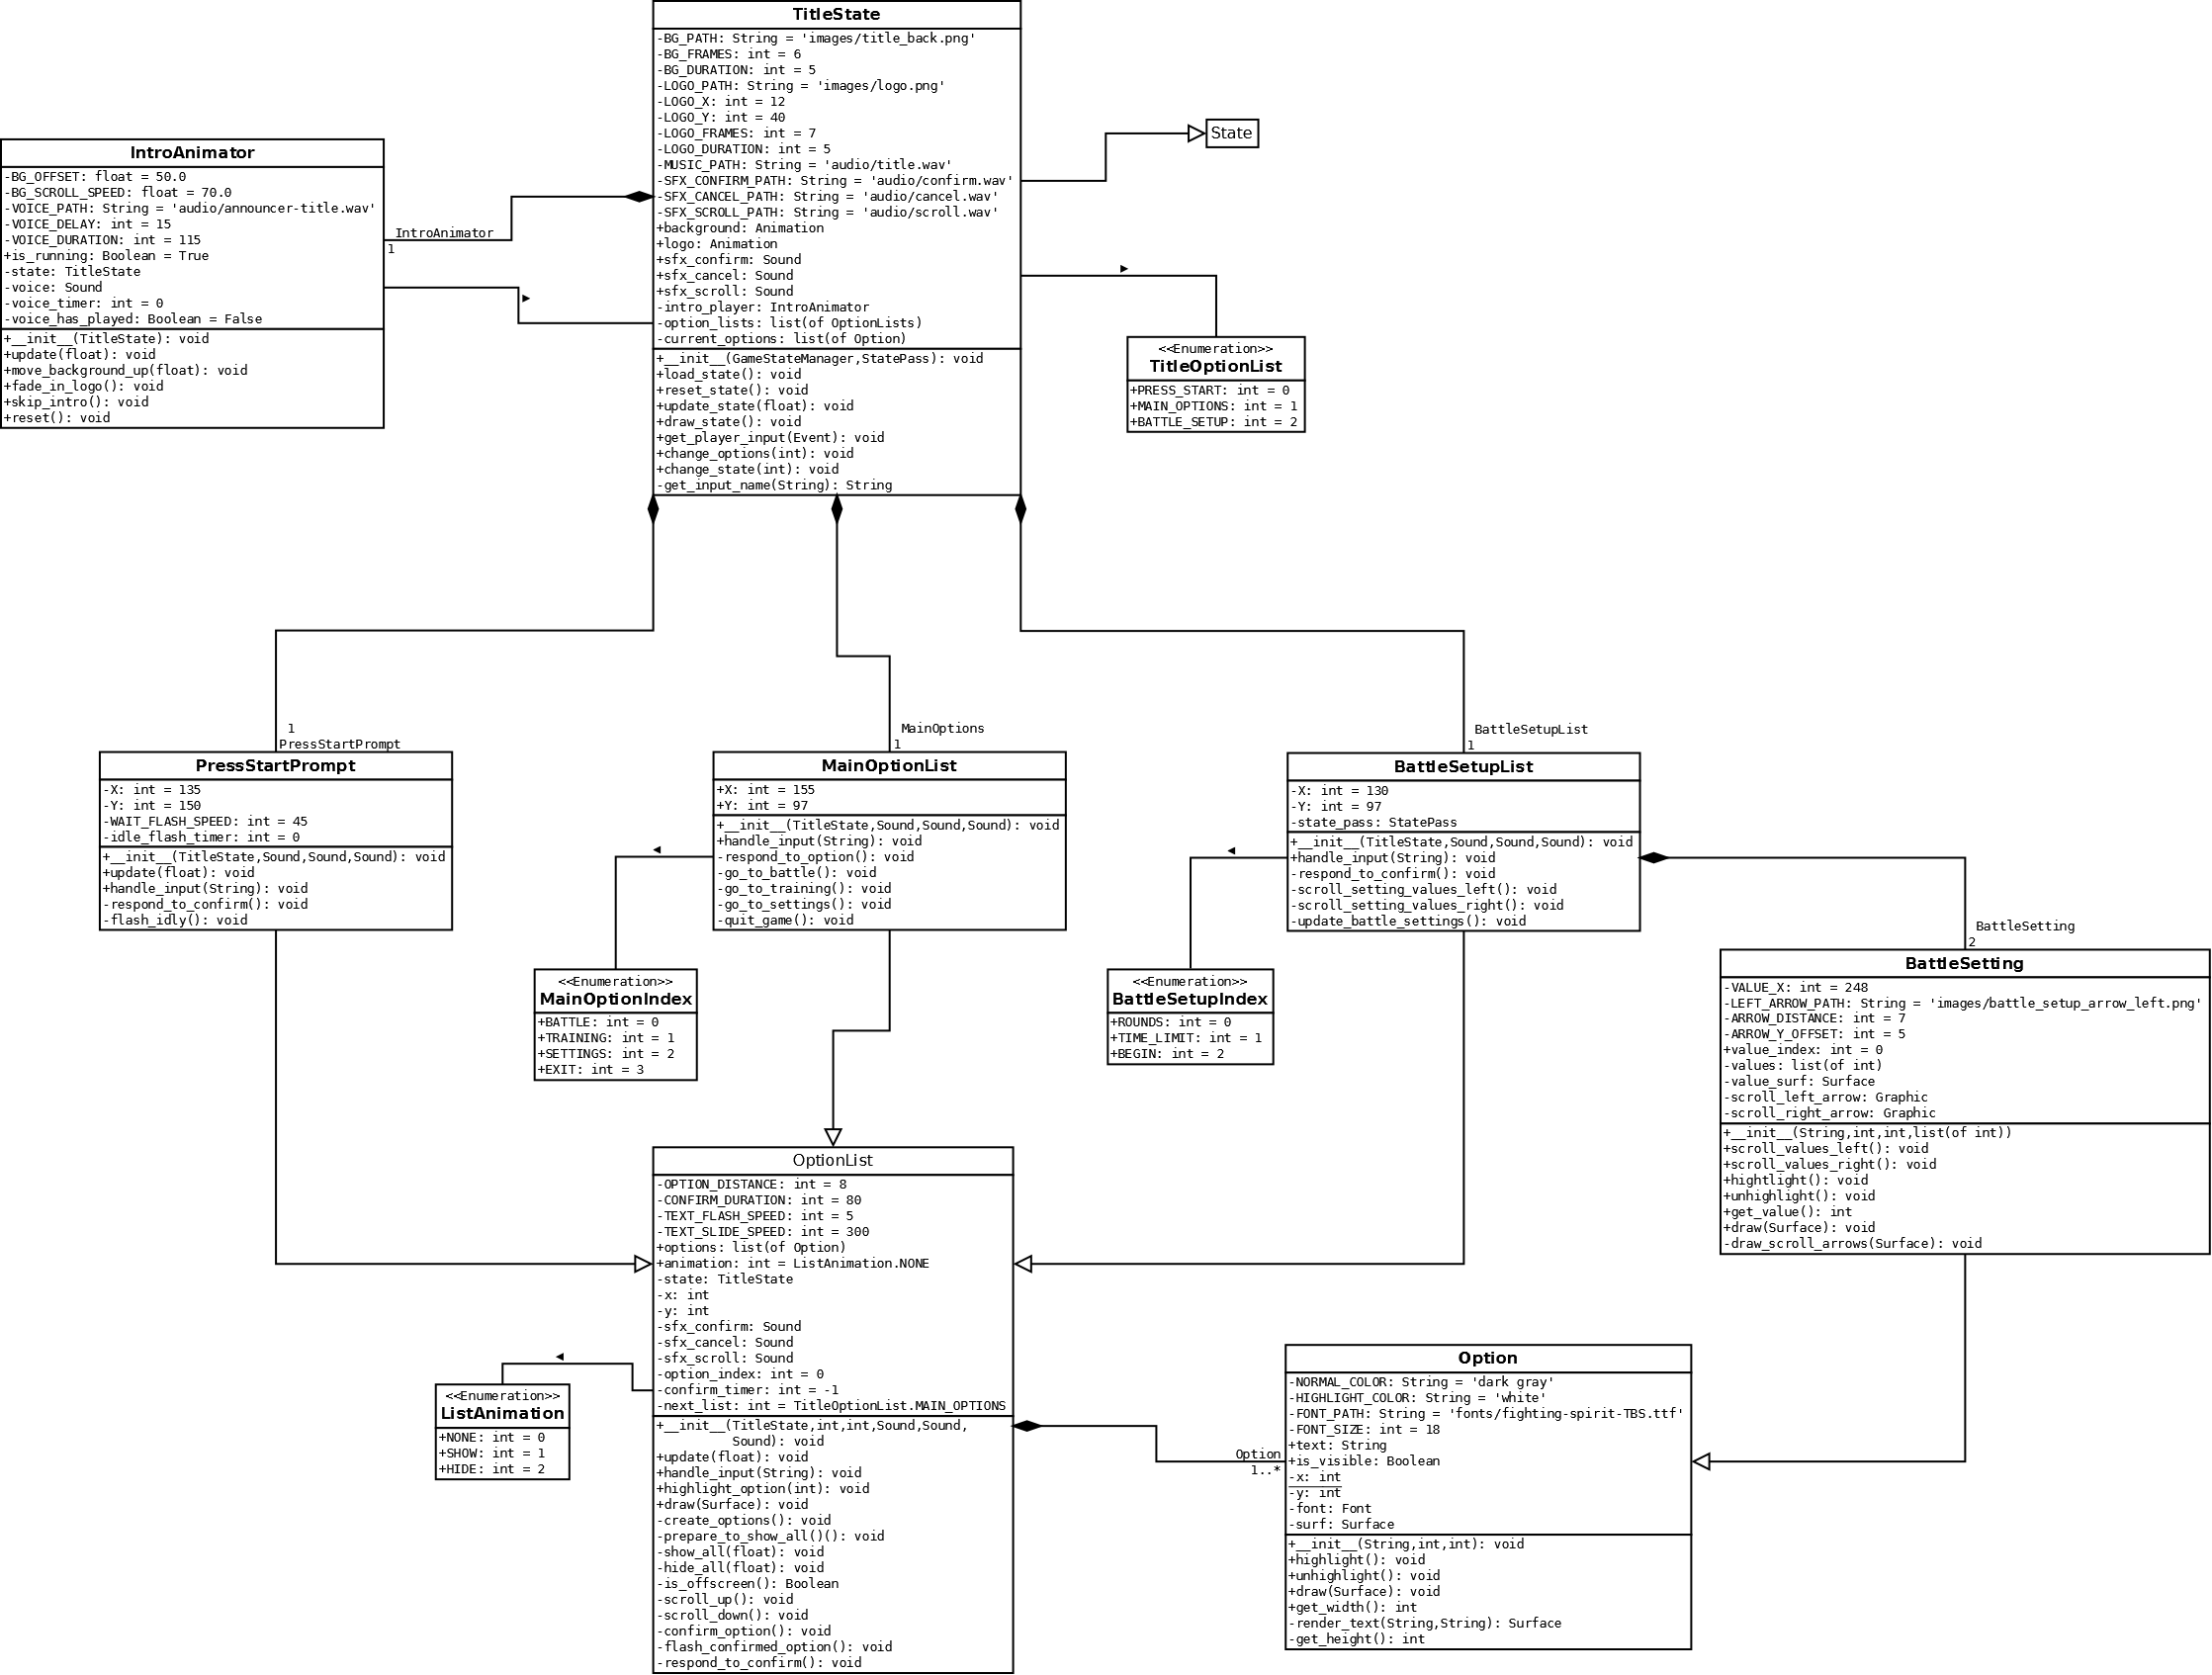 TitleState
-BG_PATH: String = 'images/title_back.png'
-BG_FRAMES: int = 6
-BG_DURATION: int = 5
-LOGO_PATH: String = 'images/logo.png'
-LOGO_X: int = 12
-LOGO_Y: int = 40
-LOGO_FRAMES: int = 7
-LOGO_DURATION: int = 5
-MUSIC_PATH: String = 'audio/title.wav'
-SFX_CONFIRM_PATH: String = 'audio/confirm.wav'
-SFX_CANCEL_PATH: String = 'audio/cancel.wav'
-SFX_SCROLL_PATH: String = 'audio/scroll.wav'
+background: Animation
+logo: Animation
+sfx_confirm: Sound
+sfx_cancel: Sound
+sfx_scroll: Sound
-intro_player: IntroAnimator
-option_lists: list(of OptionLists)
-current_options: list(of Option)
+__init__(GameStateManager,StatePass): void
+load_state(): void
+reset_state(): void
+update_state(float): void
+draw_state(): void
+get_player_input(Event): void
+change_options(int): void
+change_state(int): void
-get_input_name(String): String
State
IntroAnimator
-BG_OFFSET: float = 50.0
-BG_SCROLL_SPEED: float = 70.0
-VOICE_PATH: String = 'audio/announcer-title.wav'
-VOICE_DELAY: int = 15
-VOICE_DURATION: int = 115
+is_running: Boolean = True
-state: TitleState
-voice: Sound
-voice_timer: int = 0
-voice_has_played: Boolean = False
+__init__(TitleState): void
+update(float): void
+move_background_up(float): void
+fade_in_logo(): void
+skip_intro(): void
+reset(): void
IntroAnimator
1
<<Enumeration>>
TitleOptionList
+PRESS_START: int = 0
+MAIN_OPTIONS: int = 1
+BATTLE_SETUP: int = 2
1
PressStartPrompt
PressStartPrompt
-X: int = 135
-Y: int = 150
-WAIT_FLASH_SPEED: int = 45
-idle_flash_timer: int = 0
+__init__(TitleState,Sound,Sound,Sound): void
+update(float): void
+handle_input(String): void
-respond_to_confirm(): void
-flash_idly(): void
MainOptions
1
MainOptionList
+X: int = 155
+Y: int = 97
+__init__(TitleState,Sound,Sound,Sound): void
+handle_input(String): void
-respond_to_option(): void
-go_to_battle(): void
-go_to_training(): void
-go_to_settings(): void
-quit_game(): void
BattleSetupList
1
BattleSetupList
-X: int = 130
-Y: int = 97
-state_pass: StatePass
+__init__(TitleState,Sound,Sound,Sound): void
+handle_input(String): void
-respond_to_confirm(): void
-scroll_setting_values_left(): void
-scroll_setting_values_right(): void
-update_battle_settings(): void
<<Enumeration>>
MainOptionIndex
+BATTLE: int = 0
+TRAINING: int = 1
+SETTINGS: int = 2
+EXIT: int = 3
<<Enumeration>>
BattleSetupIndex
+ROUNDS: int = 0
+TIME_LIMIT: int = 1
+BEGIN: int = 2
BattleSetting
2
BattleSetting
-VALUE_X: int = 248
-LEFT_ARROW_PATH: String = 'images/battle_setup_arrow_left.png'
-ARROW_DISTANCE: int = 7
-ARROW_Y_OFFSET: int = 5
+value_index: int = 0
-values: list(of int)
-value_surf: Surface
-scroll_left_arrow: Graphic
-scroll_right_arrow: Graphic
+__init__(String,int,int,list(of int))
+scroll_values_left(): void
+scroll_values_right(): void
+hightlight(): void
+unhighlight(): void
+get_value(): int
+draw(Surface): void
-draw_scroll_arrows(Surface): void
OptionList
-OPTION_DISTANCE: int = 8
-CONFIRM_DURATION: int = 80
-TEXT_FLASH_SPEED: int = 5
-TEXT_SLIDE_SPEED: int = 300
+options: list(of Option)
+animation: int = ListAnimation.NONE
-state: TitleState
-x: int
-y: int
-sfx_confirm: Sound
-sfx_cancel: Sound
-sfx_scroll: Sound
-option_index: int = 0
-confirm_timer: int = -1
-next_list: int = TitleOptionList.MAIN_OPTIONS
+__init__(TitleState,int,int,Sound,Sound,
Sound): void
+update(float): void
+handle_input(String): void
+highlight_option(int): void
+draw(Surface): void
-create_options(): void
-prepare_to_show_all()(): void
-show_all(float): void
-hide_all(float): void
-is_offscreen(): Boolean
-scroll_up(): void
-scroll_down(): void
-confirm_option(): void
-flash_confirmed_option(): void
-respond_to_confirm(): void
<<Enumeration>>
ListAnimation
+NONE: int = 0
+SHOW: int = 1
+HIDE: int = 2
Option
1..*
Option
-NORMAL_COLOR: String = 'dark gray'
-HIGHLIGHT_COLOR: String = 'white'
-FONT_PATH: String = 'fonts/fighting-spirit-TBS.ttf'
-FONT_SIZE: int = 18
+text: String
+is_visible: Boolean
-x: int
-y: int
-font: Font
-surf: Surface
+__init__(String,int,int): void
+highlight(): void
+unhighlight(): void
+draw(Surface): void
+get_width(): int
-render_text(String,String): Surface
-get_height(): int